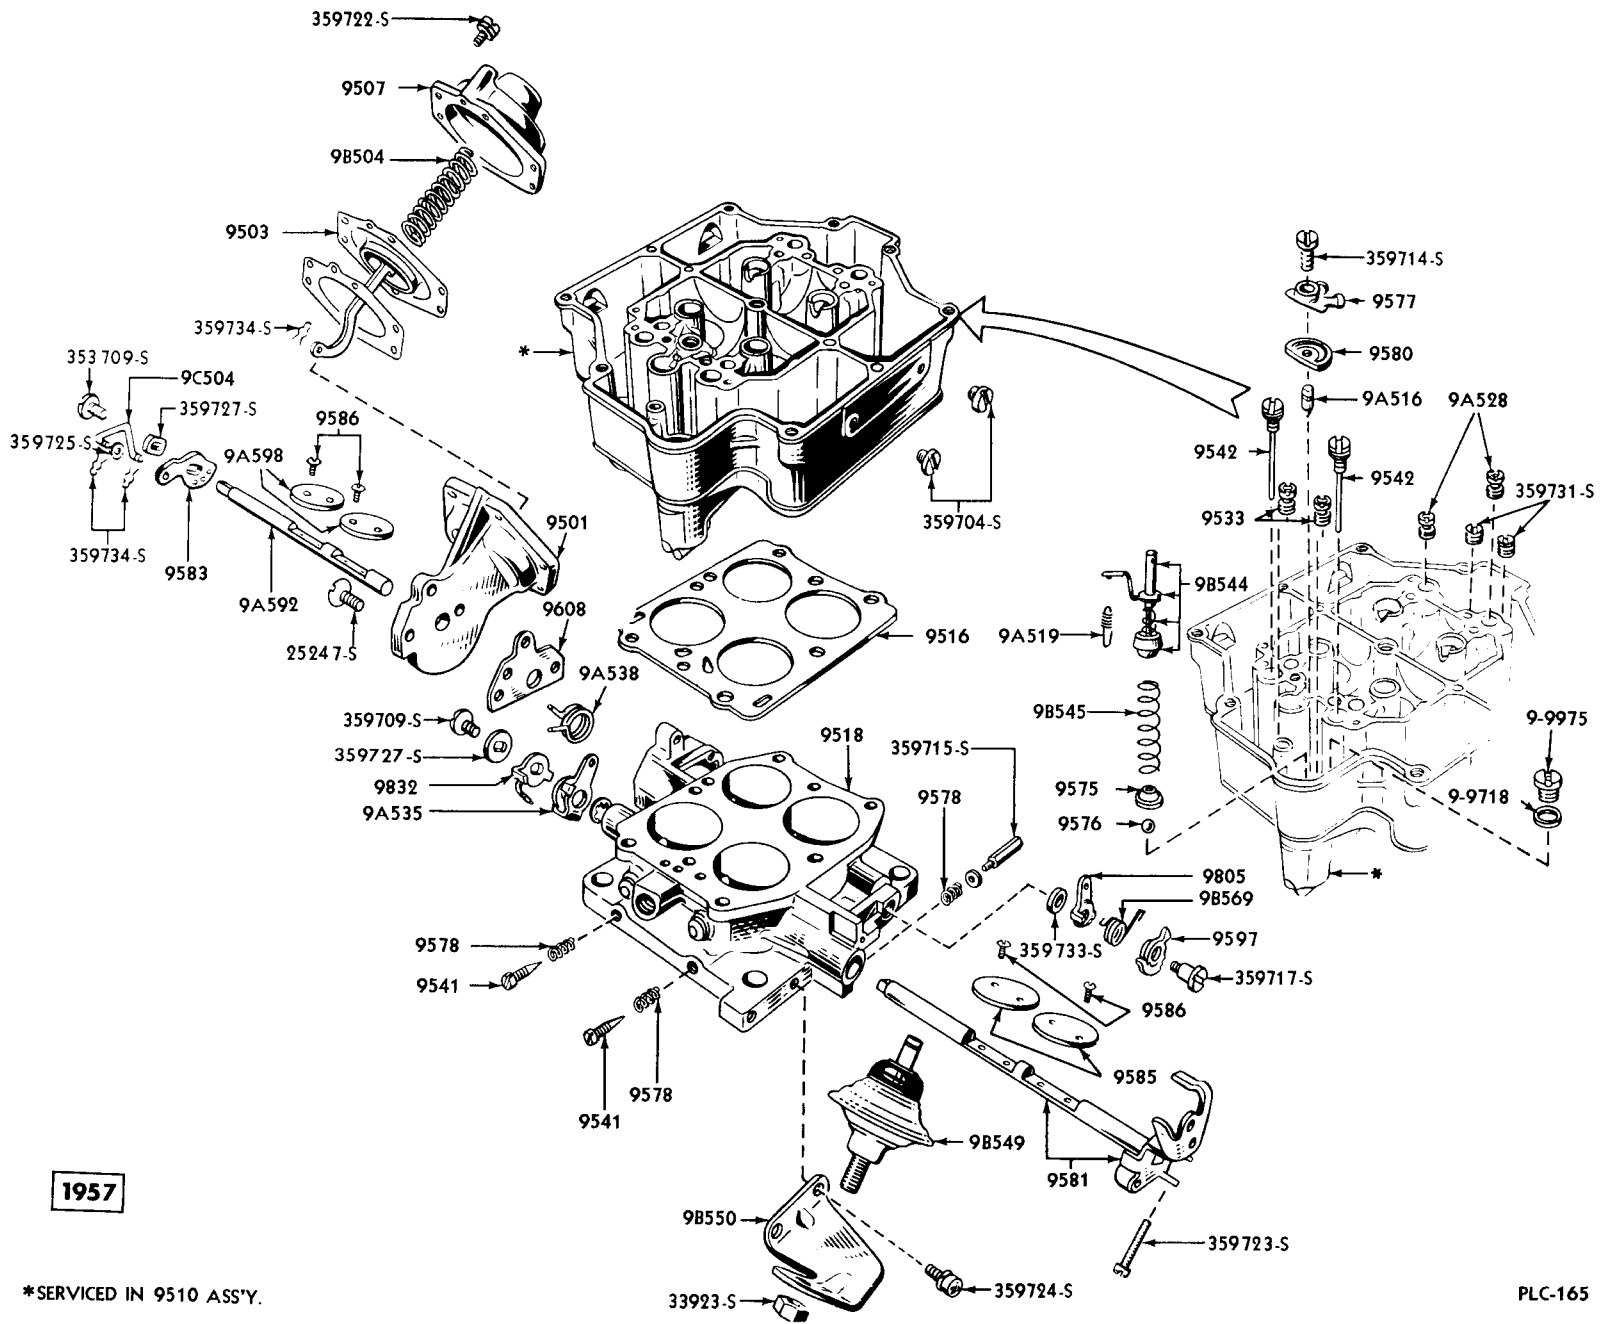 359722-S
9507
9B504
9503
359734-S
353709-S
9C504
359727-S
359725-S
9A598
9586
359734-S
9583
9A592
25247-S
9501
9608
9A538
359709-S
359727-S
9832
9A535
*
359704-S
9516
9518
359715-S
9578
359714-S
9577
9580
9A516
9A528
9542
9542
359731-S
9533
9B544
9A519
9B545
9575
9576
9-9975
9-9718
*
9805
9B569
359733-S
9597
359717-S
9586
9585
9578
9541
9578
9541
9B549
9581
9B550
359723-S
359724-S
33923-S
1957
*SERVICED IN 9510 ASS'Y.
PLC-165